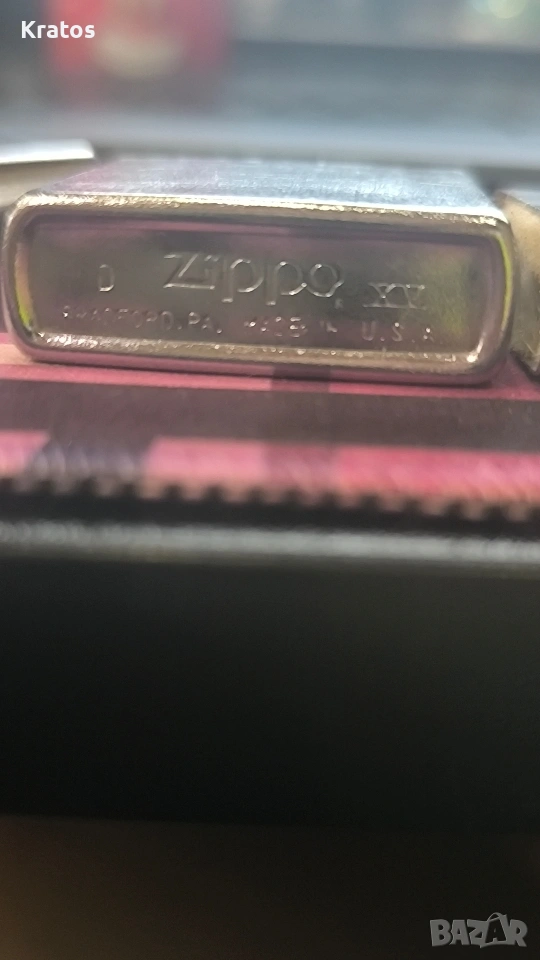 Kratos
D Zippo XV
BRADFORD, PA. MADE IN U.S.A
BAZAR